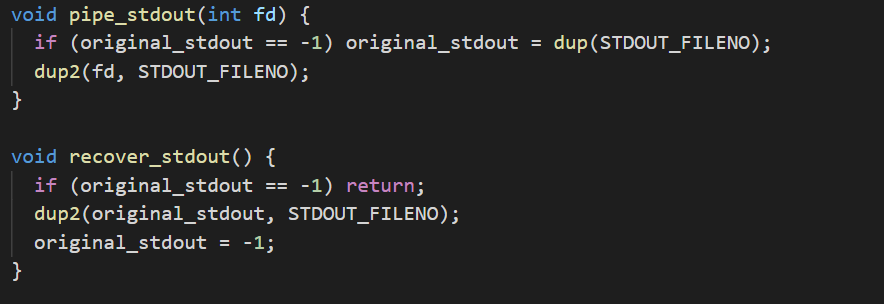 void pipe_stdout(int fd) {
  if (original_stdout == -1) original_stdout = dup(STDOUT_FILENO);
  dup2(fd, STDOUT_FILENO);
}

void recover_stdout() {
  if (original_stdout == -1) return;
  dup2(original_stdout, STDOUT_FILENO);
  original_stdout = -1;
}